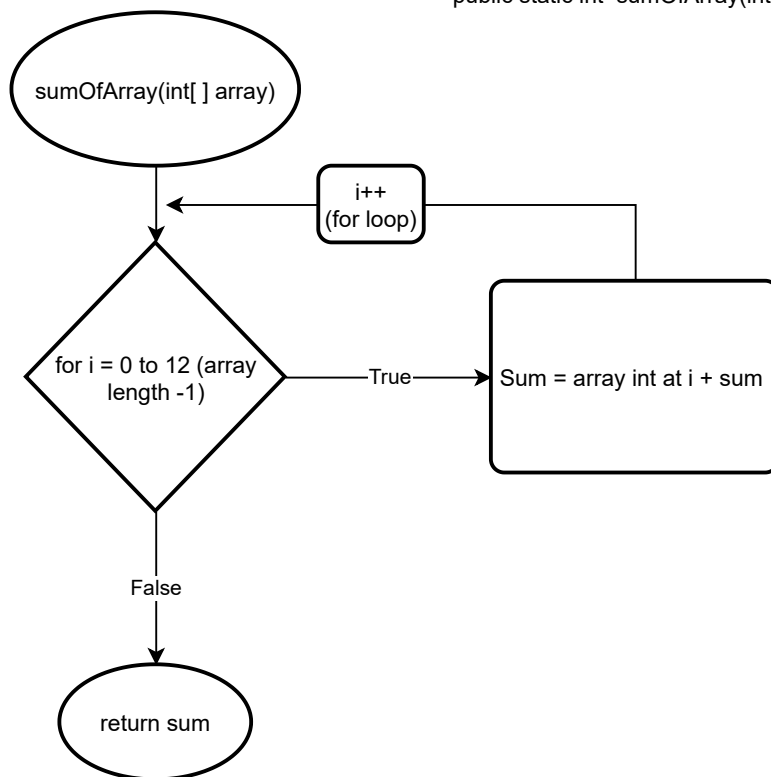 public static int sumOfArray(int
sumOfArray(int[ ] array)
i++
(for loop)
for i = 0 to 12 (array
length -1)
True
Sum = array int at i + sum
False
return sum